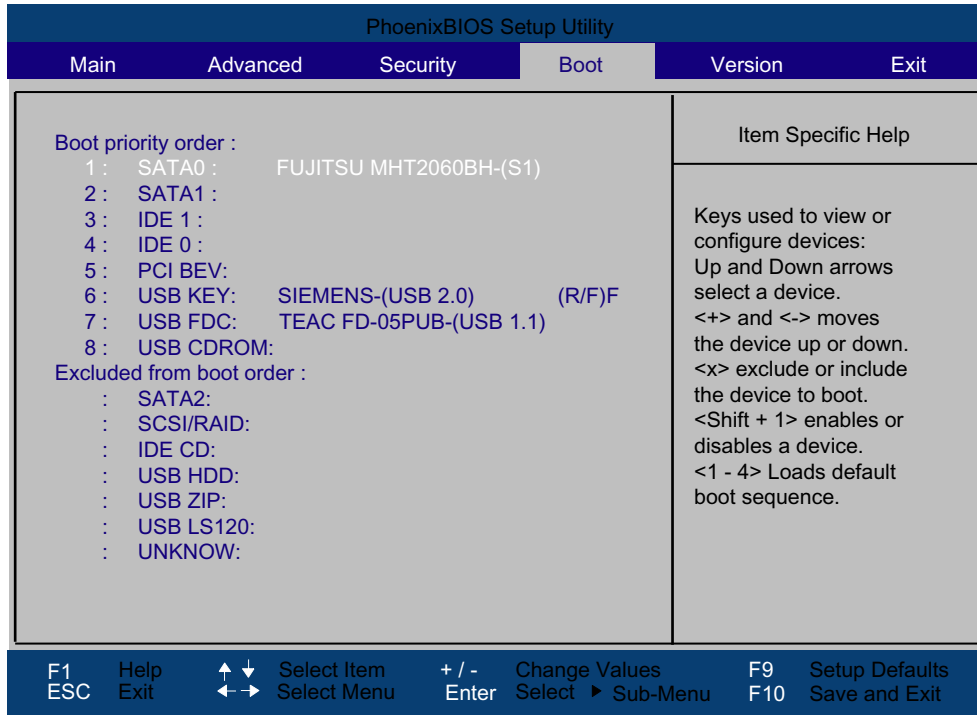 PhoenixBIOS Setup Utility
Main Advanced Security Boot Version Exit
Boot priority order :
1 : SATA0 : FUJITSU MHT2060BH-(S1)
2 : SATA1 :
3 : IDE 1 :
4 : IDE 0 :
5 : PCI BEV:
6 : USB KEY: SIEMENS-(USB 2.0) (R/F)F
7 : USB FDC: TEAC FD-05PUB-(USB 1.1)
8 : USB CDROM:
Excluded from boot order :
: SATA2:
: SCSI/RAID:
: IDE CD:
: USB HDD:
: USB ZIP:
: USB LS120:
: UNKNOW:
Item Specific Help
Keys used to view or
configure devices:
Up and Down arrows
select a device.
<+> and <-> moves
the device up or down.
<x> exclude or include
the device to boot.
<Shift + 1> enables or
disables a device.
<1 - 4> Loads default
boot sequence.
F1 Help Select Item + / - Change Values F9 Setup Defaults
ESC Exit Select Menu Enter Select Sub-Menu F10 Save and Exit